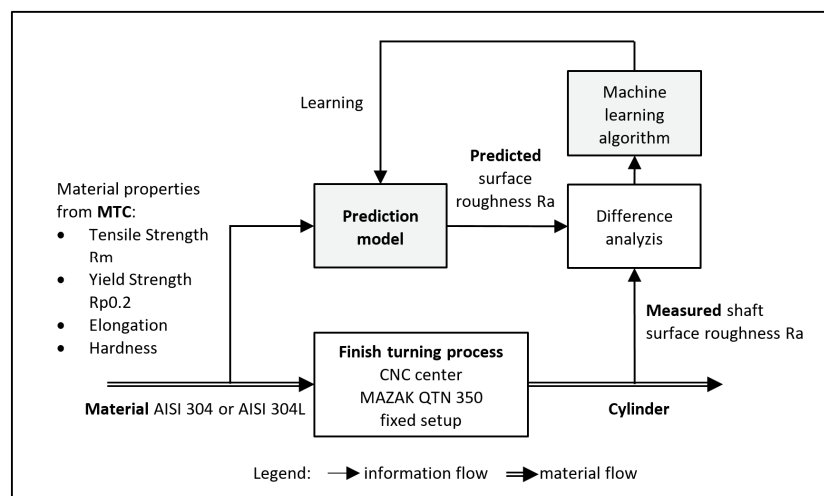 Machine
learning
algorithm
Learning
Predicted
surface
roughness Ra
Material properties
from MTC:
• Tensile Strength
Rm
• Yield Strength
Rp0.2
• Elongation
• Hardness
Prediction
model
Difference
analyzis
Measured shaft
surface roughness Ra
Finish turning process
CNC center
MAZAK QTN 350
fixed setup
Material AISI 304 or AISI 304L
Cylinder
Legend: information flow material flow